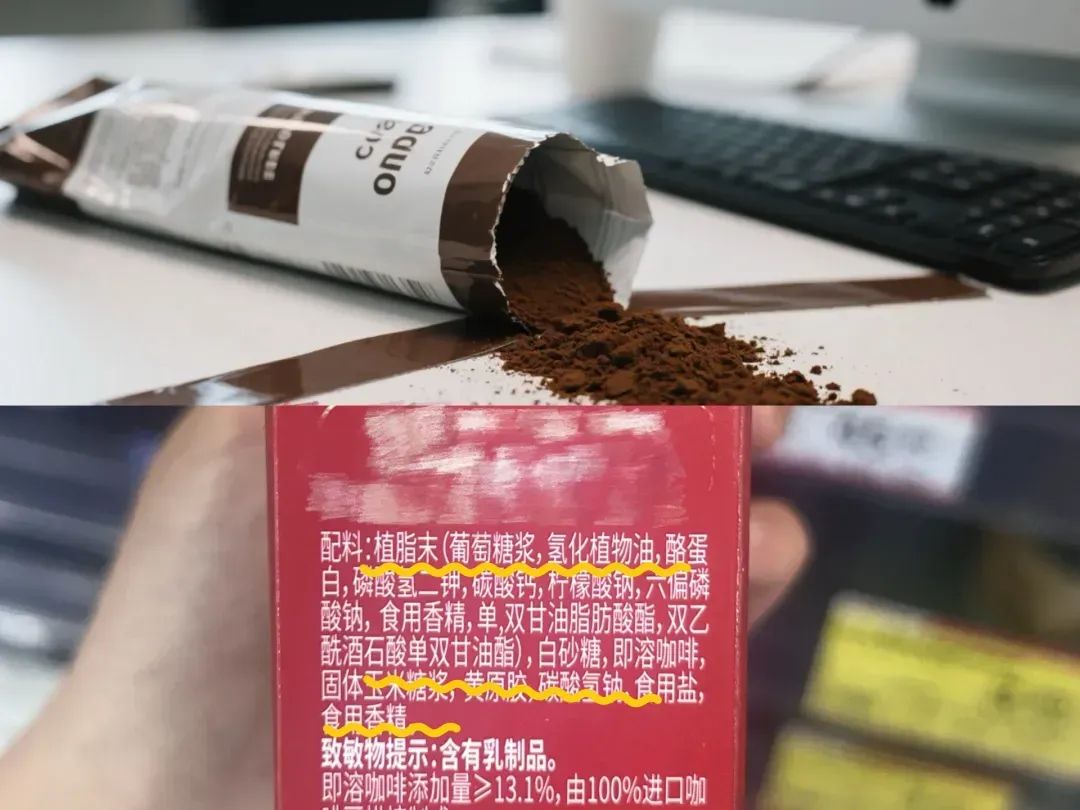 配料:植脂末(葡萄糖浆,氢化植物油,酪蛋
白,磷酸氢二钾,碳酸钙,柠檬酸钠,六偏磷
酸钠,食用香精,单,双甘油脂肪酸酯,双乙
酰酒石酸单双甘油酯),白砂糖,即溶咖啡,
固体玉米糖浆,黄原胶,碳酸氢钠,食用盐,
食用香精
致敏物提示:含有乳制品。
即溶咖啡添加量≥13.1%,由100%进口咖